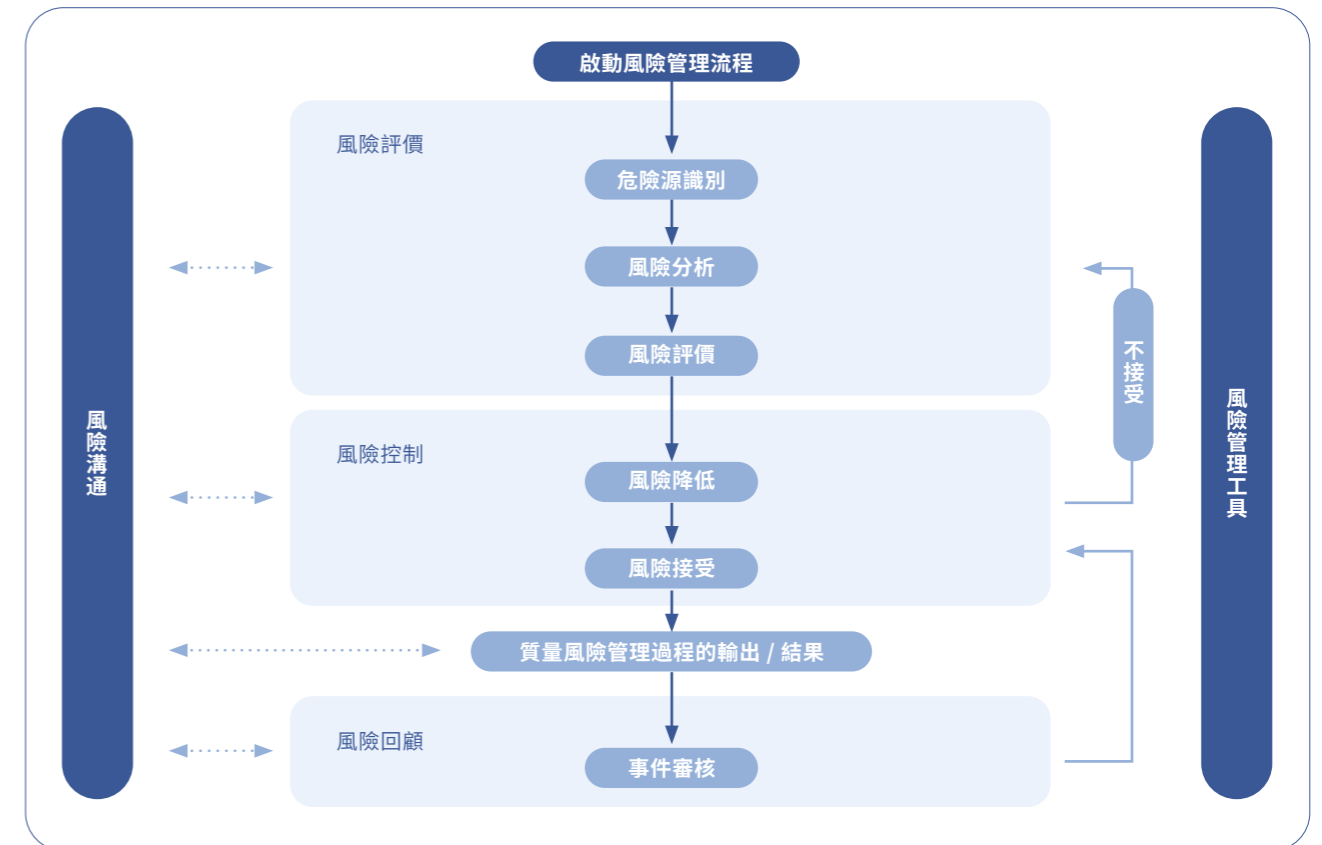 啟動風險管理流程
風險評價
危險源識別
風險分析
風險評價
風險控制
風險降低
風險接受
質量風險管理過程的輸出 / 結果
風險回顧
事件審核
風險溝通
不接受
風險管理工具